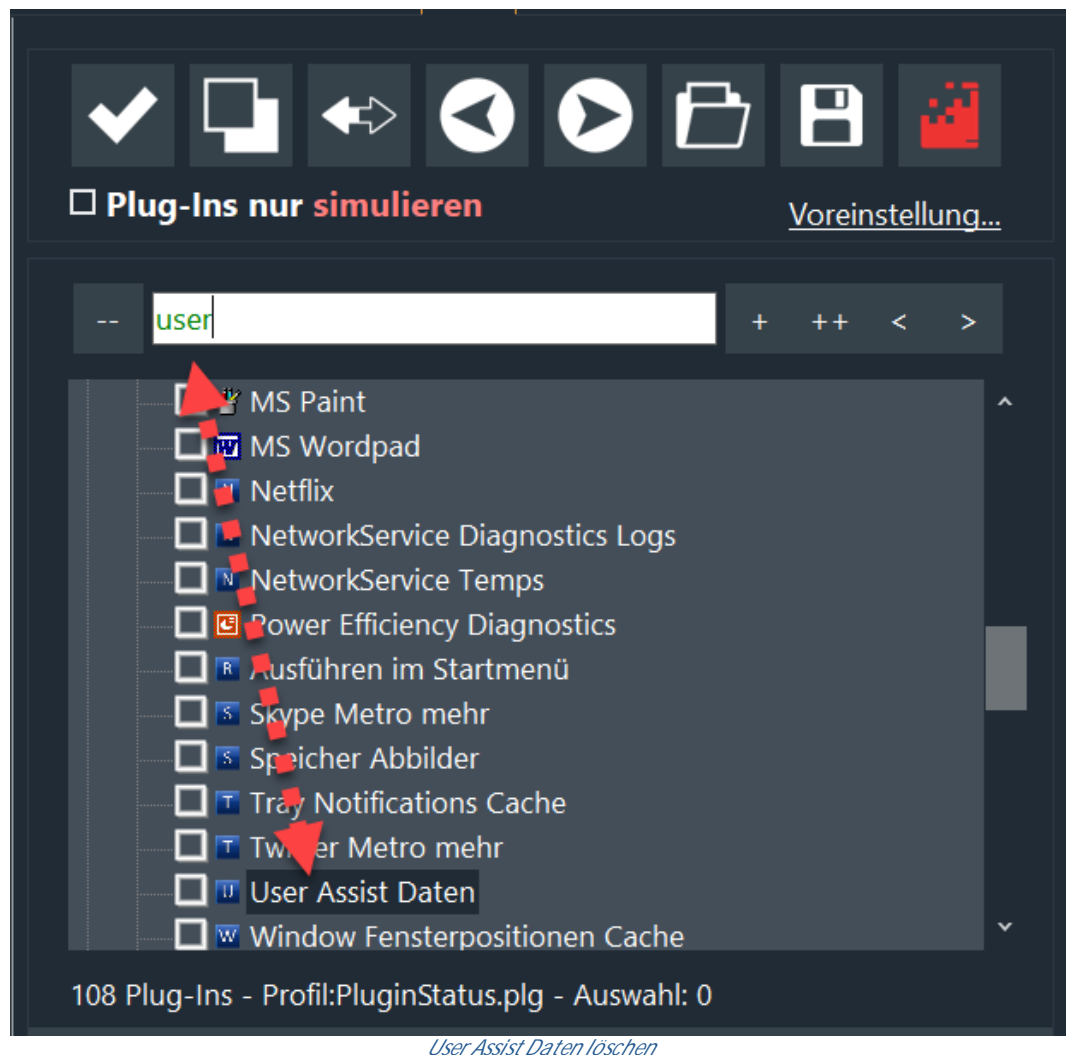 Plug-Ins nur simulieren
Voreinstellung...
-- user + ++ < >
MS Paint
MS Wordpad
Netflix
NetworkService Diagnostics Logs
NetworkService Temps
Power Efficiency Diagnostics
Ausführen im Startmenü
Skype Metro mehr
Speicher Abbilder
Tray Notifications Cache
Twitter Metro mehr
User Assist Daten
Window Fensterpositionen Cache
108 Plug-Ins - Profil:PluginStatus.plg - Auswahl: 0
User Assist Daten löschen